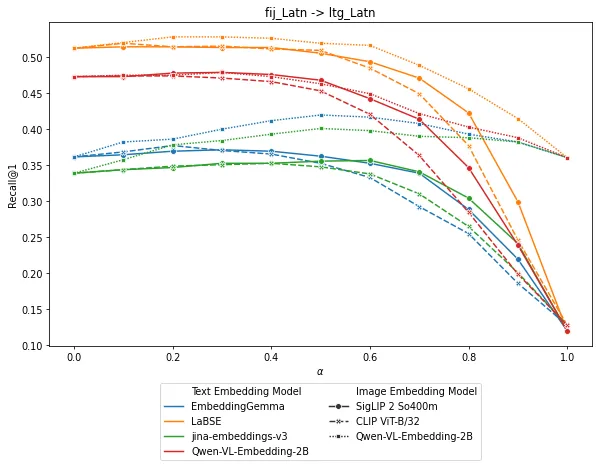 fij_Latn -> ltg_Latn
Recall@1
0.50
0.45
0.40
0.35
0.30
0.25
0.20
0.15
0.10
0.0 0.2 0.4 0.6 0.8 1.0
α
Text Embedding Model
EmbeddingGemma
LaBSE
jina-embeddings-v3
Qwen-VL-Embedding-2B
Image Embedding Model
SigLIP 2 So400m
CLIP ViT-B/32
Qwen-VL-Embedding-2B